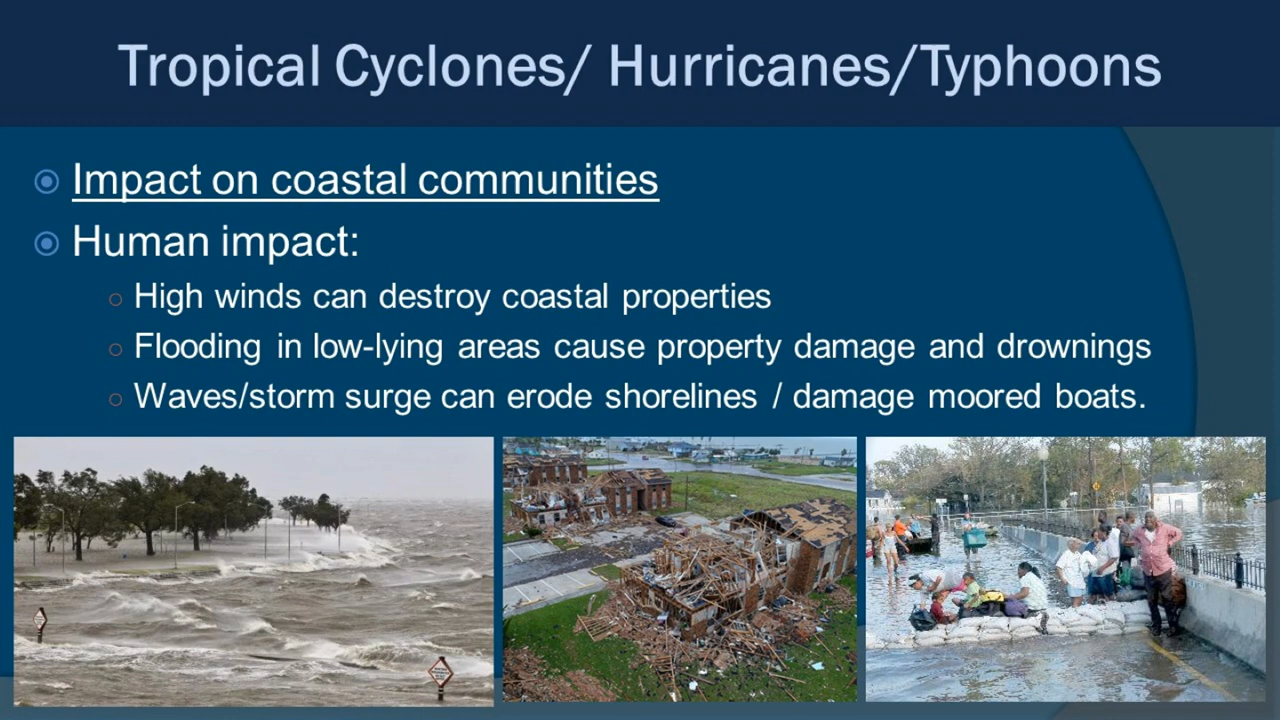 Tropical Cyclones/ Hurricanes/Typhoons
Impact on coastal communities
Human impact:
High winds can destroy coastal properties
Flooding in low-lying areas cause property damage and drownings
Waves/storm surge can erode shorelines / damage moored boats.